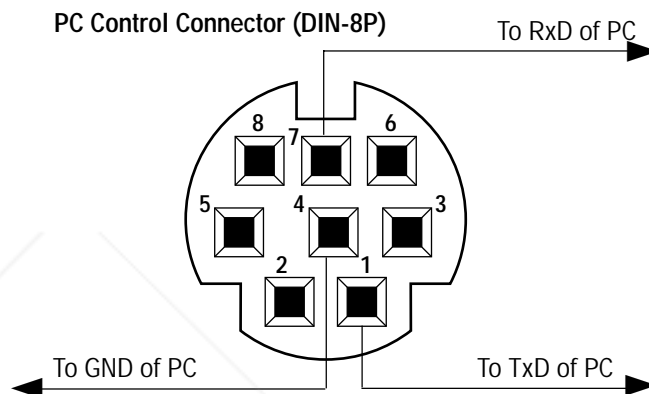 PC Control Connector (DIN-8P)
To RxD of PC
8 7 6
5 4 3
2 1
To GND of PC
To TxD of PC